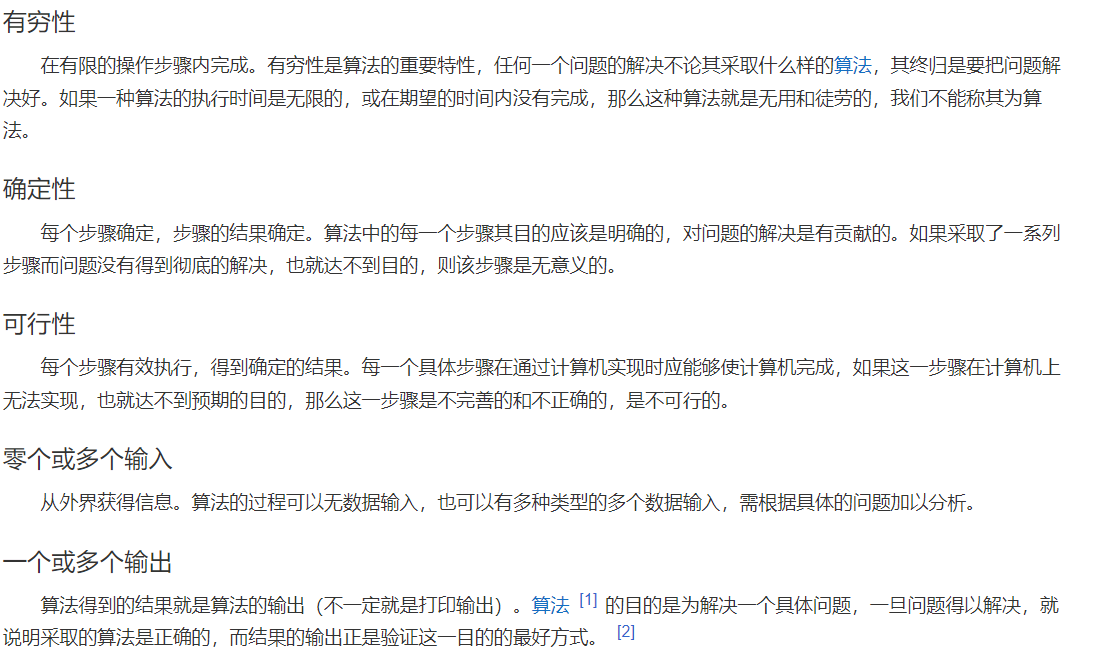 有穷性
在有限的操作步骤内完成。有穷性是算法的重要特性，任何一个问题的解决不论其采取什么样的算法，其终归是要把问题解
决好。如果一种算法的执行时间是无限的，或在期望的时间内没有完成，那么这种算法就是无用和徒劳的，我们不能称其为算
法。
确定性
每个步骤确定，步骤的结果确定。算法中的每一个步骤其目的应该是明确的，对问题的解决是有贡献的。如果采取了一系列
步骤而问题没有得到彻底的解决，也就达不到目的，则该步骤是无意义的。
可行性
每个步骤有效执行，得到确定的结果。每一个具体步骤在通过计算机实现时应能够使计算机完成，如果这一步骤在计算机上
无法实现，也就达不到预期的目的，那么这一步骤是不完善的和不正确的，是不可行的。
零个或多个输入
从外界获得信息。算法的过程可以无数据输入，也可以有多种类型的多个数据输入，需根据具体的问题加以分析。
一个或多个输出
算法得到的结果就是算法的输出（不一定就是打印输出）。算法 [1] 的目的是为解决一个具体问题，一旦问题得以解决，就
说明采取的算法是正确的，而结果的输出正是验证这一目的的最好方式。 [2]